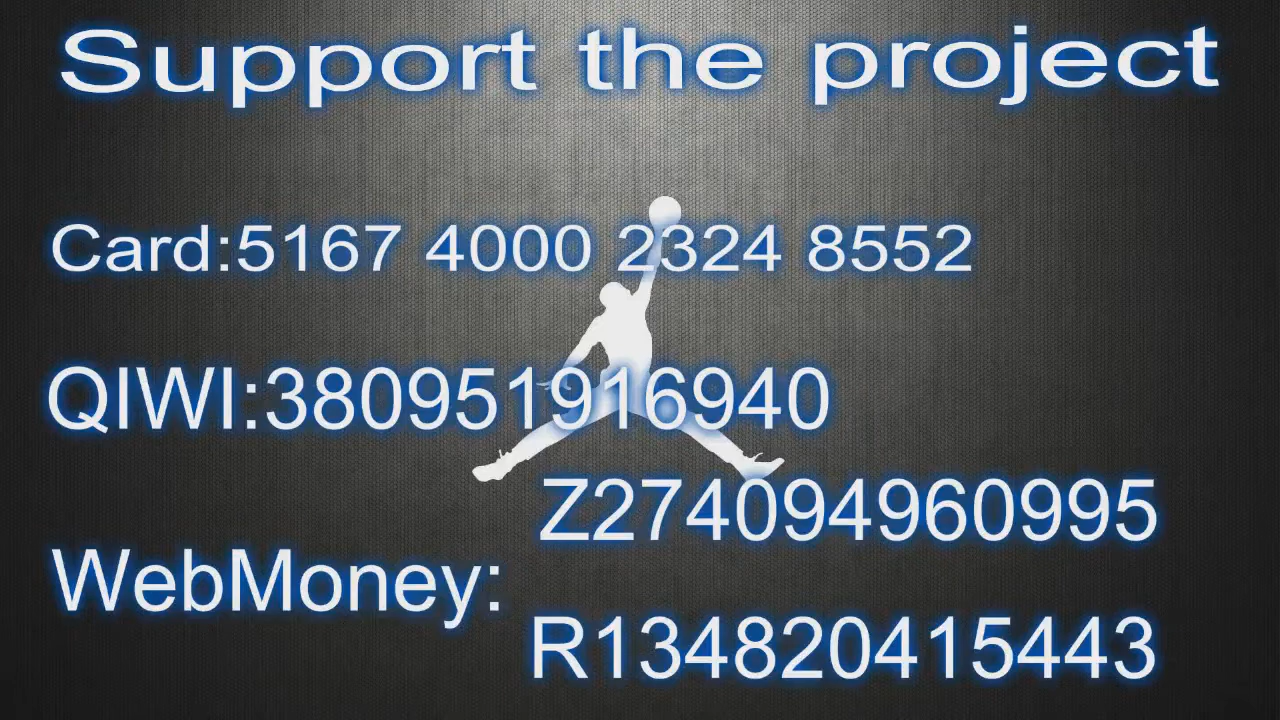 Support the project
Card:5167 4000 2324 8552
QIWI:380951916940
Z274094960995
WebMoney:
R134820415443